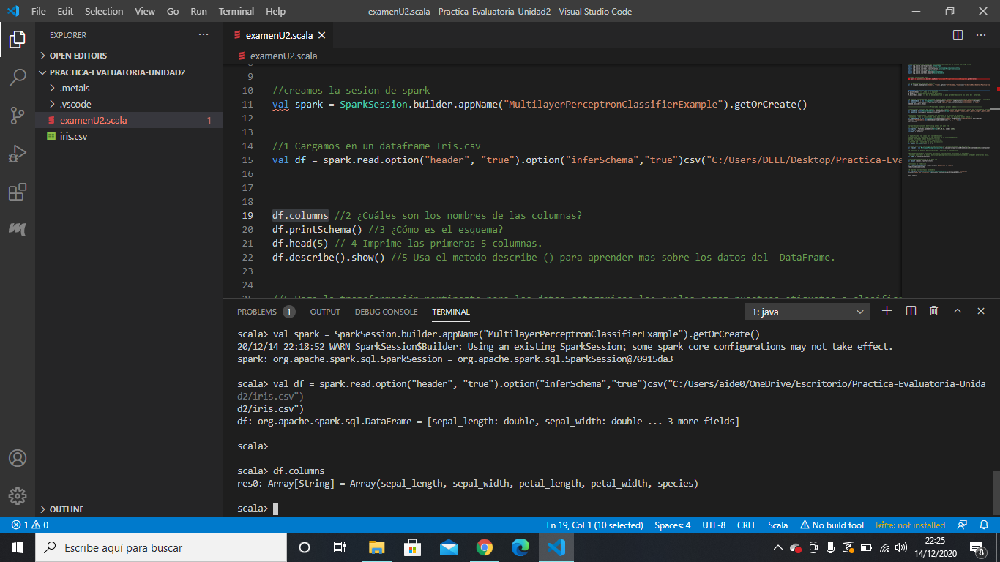 File Edit Selection View Go Run Terminal Help
examenU2.scala - Practica-Evaluatoria-Unidad2 - Visual Studio Code
EXPLORER
OPEN EDITORS
PRACTICA-EVALUATORIA-UNIDAD2
.metals
.vscode
examenU2.scala 1
iris.csv
OUTLINE
examenU2.scala
examenU2.scala
9
10 //creamos la sesion de spark
11 val spark = SparkSession.builder.appName("MultilayerPerceptronClassifierExample").getOrCreate()
12
13
14 //1 Cargamos en un dataframe Iris.csv
15 val df = spark.read.option("header", "true").option("inferSchema","true")csv("C:/Users/DELL/Desktop/Practica-Eva
16
17
18
19 df.columns //2 ¿Cuáles son los nombres de las columnas?
20 df.printSchema() //3 ¿Cómo es el esquema?
21 df.head(5) // 4 Imprime las primeras 5 columnas.
22 df.describe().show() //5 Usa el metodo describe () para aprender mas sobre los datos del  DataFrame.
23
24
PROBLEMS 1 OUTPUT DEBUG CONSOLE TERMINAL
1: java
scala> val spark = SparkSession.builder.appName("MultilayerPerceptronClassifierExample").getOrCreate()
20/12/14 22:18:52 WARN SparkSession$Builder: Using an existing SparkSession; some spark core configurations may not take effect.
spark: org.apache.spark.sql.SparkSession = org.apache.spark.sql.SparkSession@70915da3
scala> val df = spark.read.option("header", "true").option("inferSchema","true")csv("C:/Users/aide0/OneDrive/Escritorio/Practica-Evaluatoria-Unida
d2/iris.csv")
d2/iris.csv")
df: org.apache.spark.sql.DataFrame = [sepal_length: double, sepal_width: double ... 3 more fields]
scala>
scala> df.columns
res0: Array[String] = Array(sepal_length, sepal_width, petal_length, petal_width, species)
scala>
1 0
Ln 19, Col 1 (10 selected) Spaces: 4 UTF-8 CRLF Scala No build tool kite: not installed
Escribe aquí para buscar
22:25
14/12/2020
8